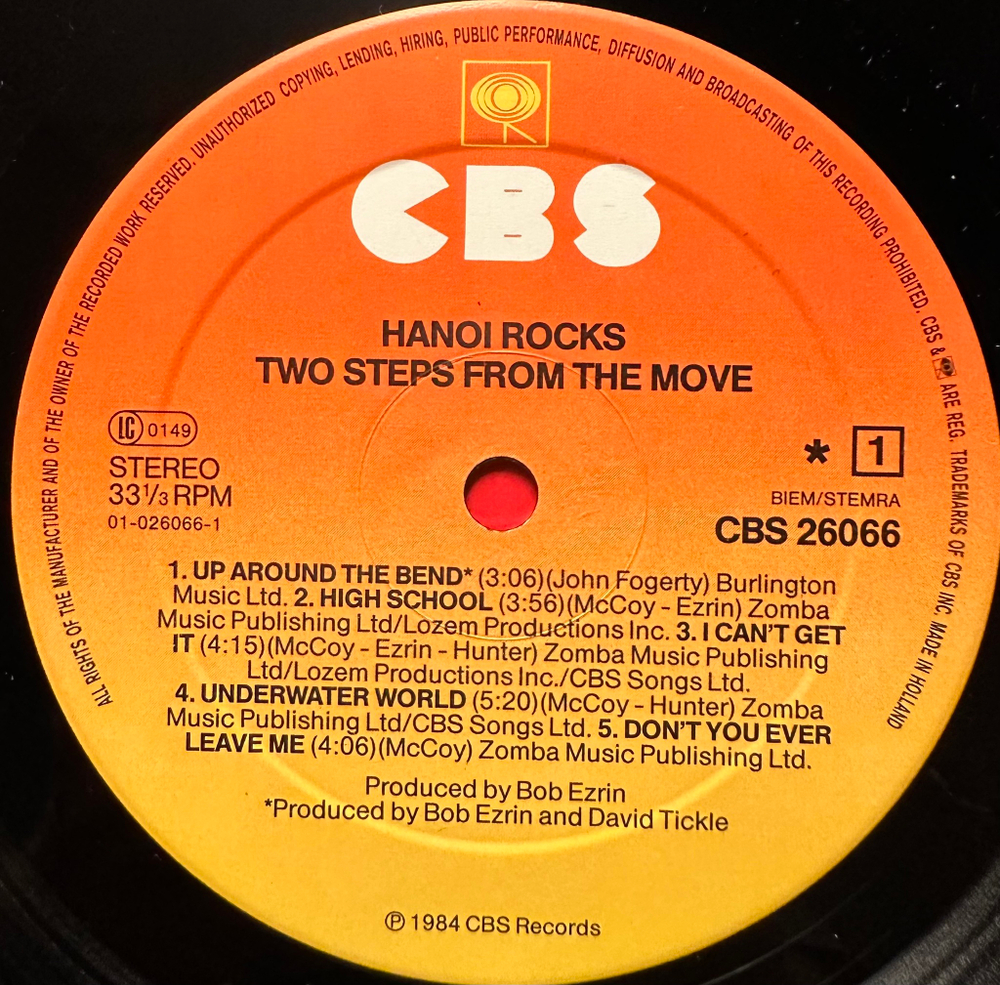 ALL RIGHTS OF THE MANUFACTURER AND OF THE OWNER OF THE RECORDED WORK RESERVED. UNAUTHORIZED COPYING, LENDING, HIRING, PUBLIC PERFORMANCE, DIFFUSION AND BROADCASTING OF THIS RECORDING PROHIBITED. CBS & ARE REG. TRADEMARKS OF CBS INC. MADE IN HOLLAND
CBS
HANOI ROCKS
TWO STEPS FROM THE MOVE
LC 0149
STEREO
33 1/3 RPM
01-026066-1
* 1
BIEM/STEMRA
CBS 26066
1. UP AROUND THE BEND* (3:06)(John Fogerty) Burlington
Music Ltd. 2. HIGH SCHOOL (3:56)(McCoy - Ezrin) Zomba
Music Publishing Ltd/Lozem Productions Inc. 3. I CAN'T GET
IT (4:15)(McCoy - Ezrin - Hunter) Zomba Music Publishing
Ltd/Lozem Productions Inc./CBS Songs Ltd.
4. UNDERWATER WORLD (5:20)(McCoy - Hunter) Zomba
Music Publishing Ltd/CBS Songs Ltd. 5. DON'T YOU EVER
LEAVE ME (4:06)(McCoy) Zomba Music Publishing Ltd.
Produced by Bob Ezrin
*Produced by Bob Ezrin and David Tickle
℗ 1984 CBS Records